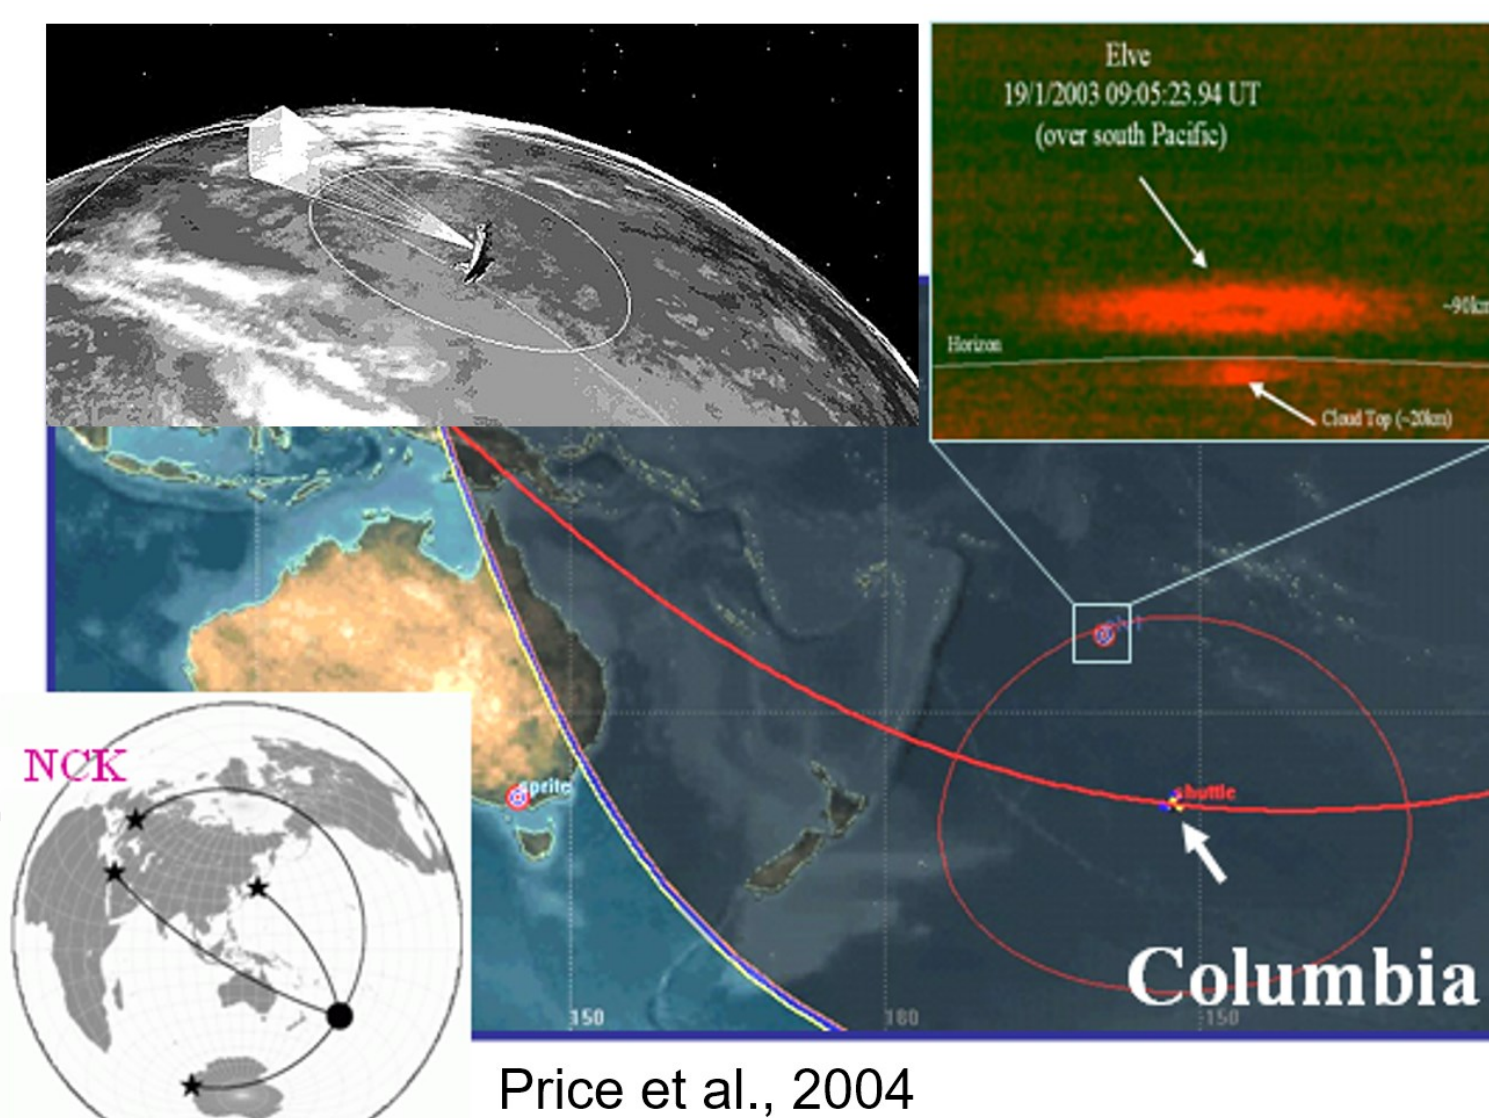 Elve
19/1/2003 09:05:23.94 UT
(over south Pacific)
Horizon
Cloud Top (~20km)
NCK
sprite
shuttle
Columbia
150
180
150
Price et al., 2004